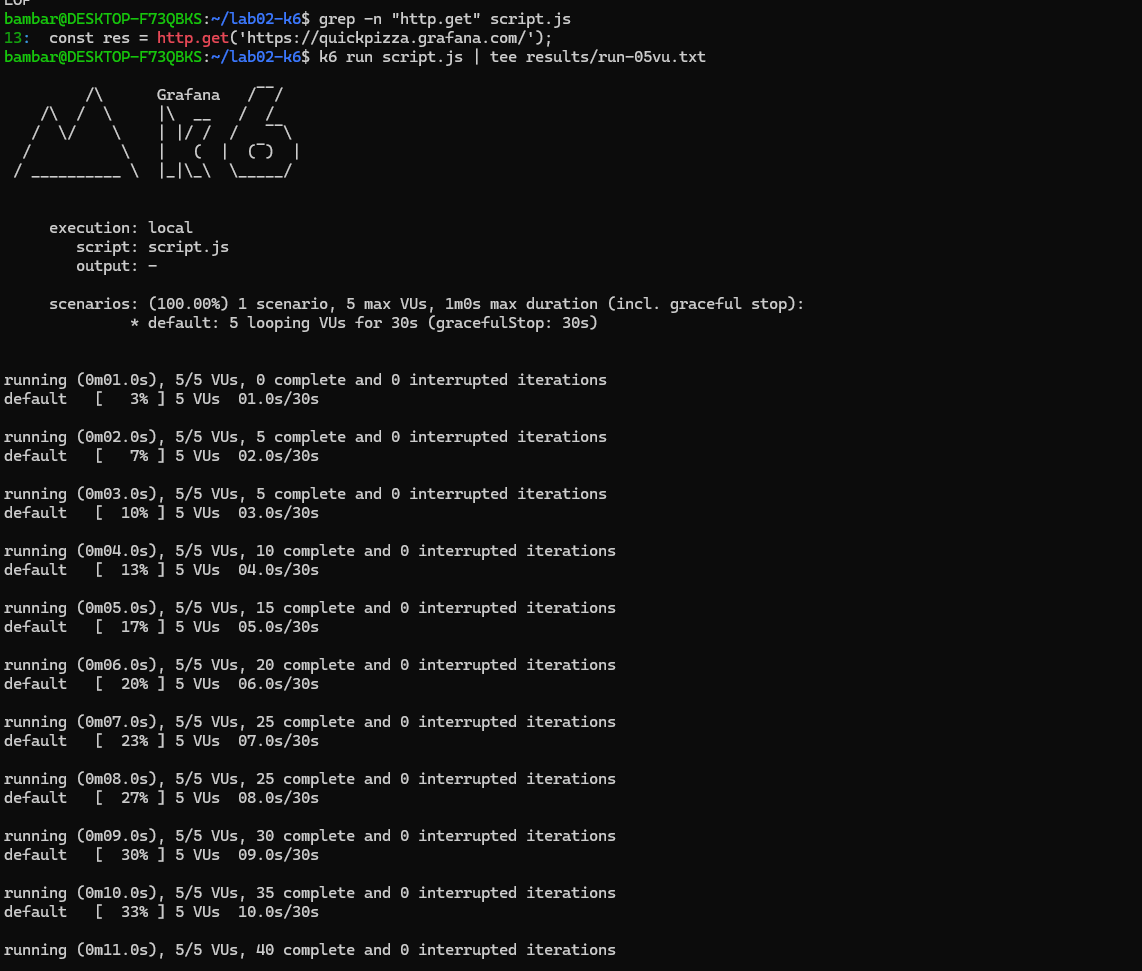 EOF
bambar@DESKTOP-F73QBKS:~/lab02-k6$ grep -n "http.get" script.js
13:  const res = http.get('https://quickpizza.grafana.com/');
bambar@DESKTOP-F73QBKS:~/lab02-k6$ k6 run script.js | tee results/run-05vu.txt

         /\      Grafana   /‾‾/
    /\  /  \     |\  __   /  /
   /  \/    \    | |/ /  /   ‾‾\
  /          \   |   (  |  (‾)  |
 / __________ \  |_|\_\  \_____/

     execution: local
        script: script.js
        output: -

     scenarios: (100.00%) 1 scenario, 5 max VUs, 1m0s max duration (incl. graceful stop):
              * default: 5 looping VUs for 30s (gracefulStop: 30s)

running (0m01.0s), 5/5 VUs, 0 complete and 0 interrupted iterations
default   [   3% ] 5 VUs  01.0s/30s

running (0m02.0s), 5/5 VUs, 5 complete and 0 interrupted iterations
default   [   7% ] 5 VUs  02.0s/30s

running (0m03.0s), 5/5 VUs, 5 complete and 0 interrupted iterations
default   [  10% ] 5 VUs  03.0s/30s

running (0m04.0s), 5/5 VUs, 10 complete and 0 interrupted iterations
default   [  13% ] 5 VUs  04.0s/30s

running (0m05.0s), 5/5 VUs, 15 complete and 0 interrupted iterations
default   [  17% ] 5 VUs  05.0s/30s

running (0m06.0s), 5/5 VUs, 20 complete and 0 interrupted iterations
default   [  20% ] 5 VUs  06.0s/30s

running (0m07.0s), 5/5 VUs, 25 complete and 0 interrupted iterations
default   [  23% ] 5 VUs  07.0s/30s

running (0m08.0s), 5/5 VUs, 25 complete and 0 interrupted iterations
default   [  27% ] 5 VUs  08.0s/30s

running (0m09.0s), 5/5 VUs, 30 complete and 0 interrupted iterations
default   [  30% ] 5 VUs  09.0s/30s

running (0m10.0s), 5/5 VUs, 35 complete and 0 interrupted iterations
default   [  33% ] 5 VUs  10.0s/30s

running (0m11.0s), 5/5 VUs, 40 complete and 0 interrupted iterations